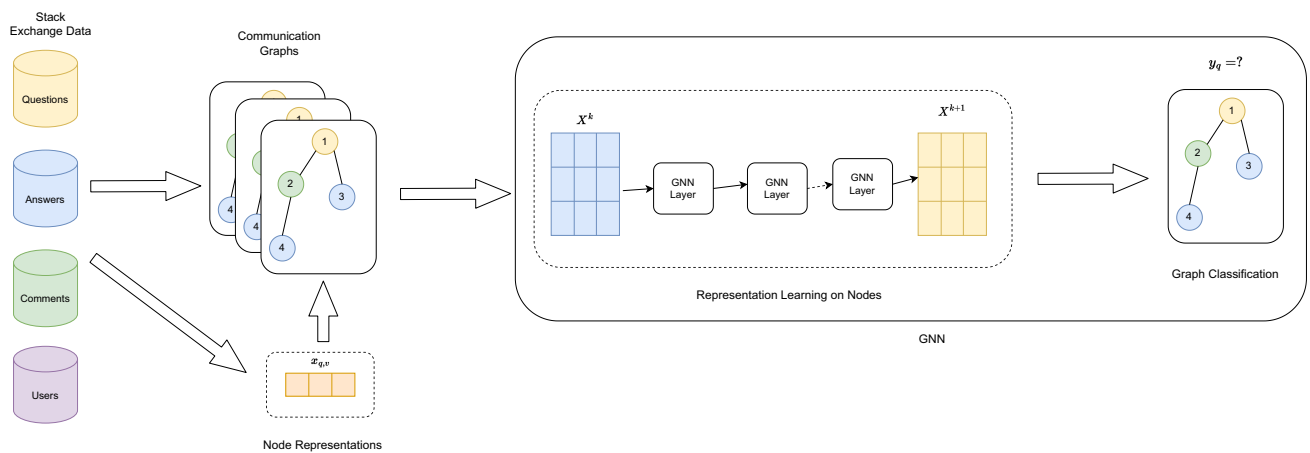 Stack
Exchange Data
Questions
Answers
Comments
Users
Communication
Graphs
1
1
2
3
4
4
4
x_{q,v}
Node Representations
X^k
GNN
Layer
GNN
Layer
GNN
Layer
X^{k+1}
Representation Learning on Nodes
y_q =?
1
2
3
4
Graph Classification
GNN